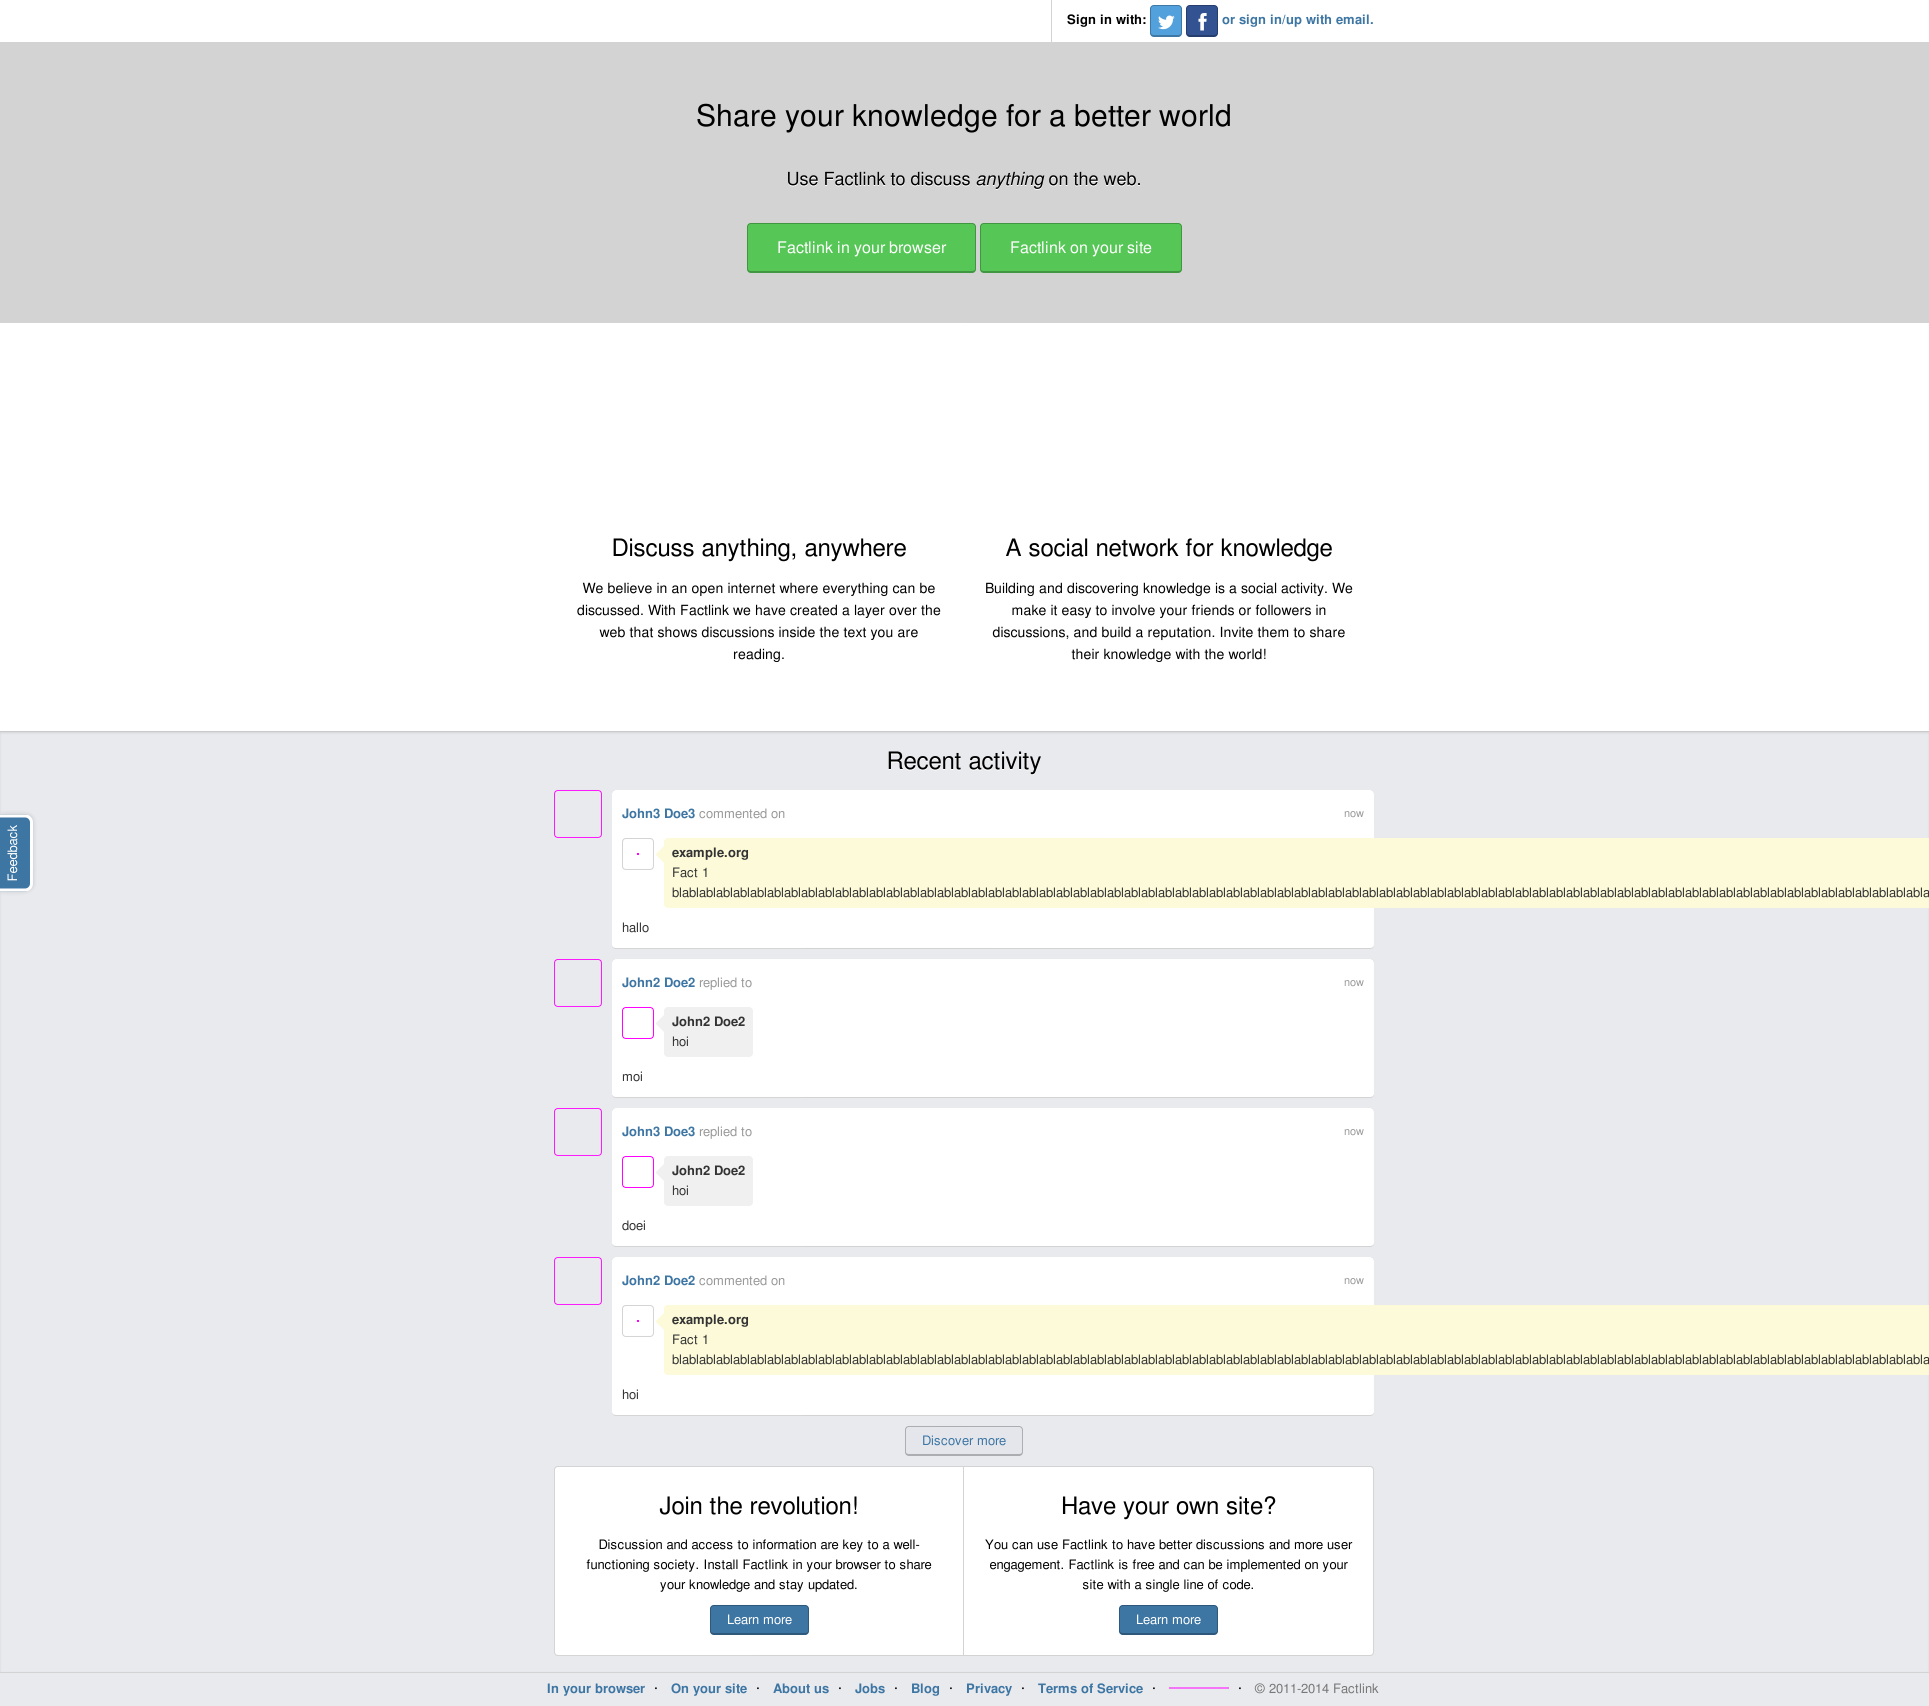 Sign in with: or sign in/up with email.
Share your knowledge for a better world
Use Factlink to discuss anything on the web.
Factlink in your browser
Factlink on your site
Discuss anything, anywhere
We believe in an open internet where everything can be
discussed. With Factlink we have created a layer over the
web that shows discussions inside the text you are
reading.
A social network for knowledge
Building and discovering knowledge is a social activity. We
make it easy to involve your friends or followers in
discussions, and build a reputation. Invite them to share
their knowledge with the world!
Recent activity
Feedback
John3 Doe3 commented on now
example.org
Fact 1
hallo
John2 Doe2 replied to now
John2 Doe2
hoi
moi
John3 Doe3 replied to now
John2 Doe2
hoi
doei
John2 Doe2 commented on now
example.org
Fact 1
hoi
Discover more
Join the revolution!
Discussion and access to information are key to a well-
functioning society. Install Factlink in your browser to share
your knowledge and stay updated.
Learn more
Have your own site?
You can use Factlink to have better discussions and more user
engagement. Factlink is free and can be implemented on your
site with a single line of code.
Learn more
In your browser · On your site · About us · Jobs · Blog · Privacy · Terms of Service · · © 2011-2014 Factlink